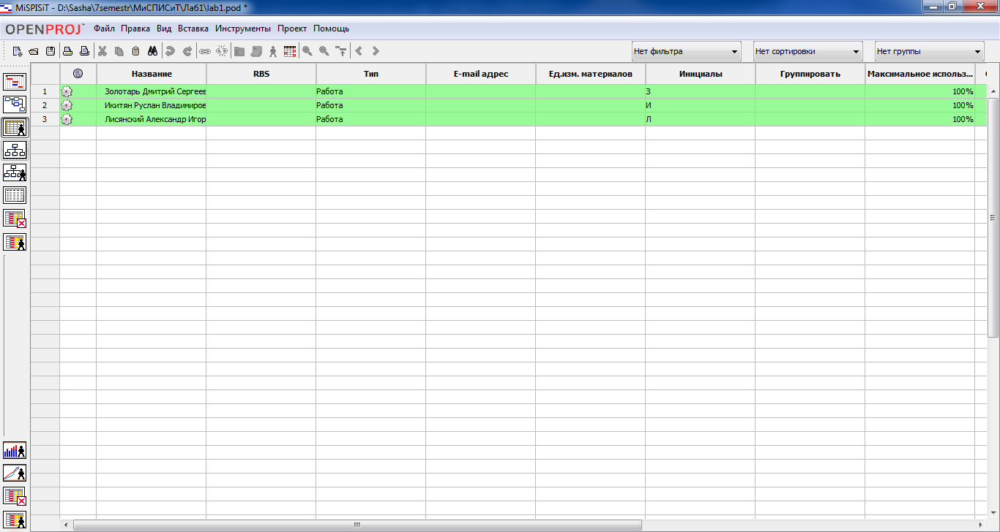 MiSPISiT - D:\Sasha\7semestr\МиСПИСиТ\Лаб1\lab1.pod *
OPENPROJ™ Файл Правка Вид Вставка Инструменты Проект Помощь
Нет фильтра Нет сортировки Нет группы
Название RBS Тип E-mail адрес Ед.изм. материалов Инициалы Группировать Максимальное использ...
1 Золотарь Дмитрий Сергеев Работа З 100%
2 Икитян Руслан Владимиров Работа И 100%
3 Лисянский Александр Игор Работа Л 100%